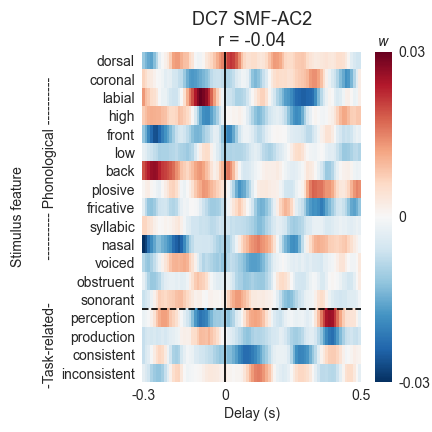 DC7 SMF-AC2
r = -0.04
w
dorsal
coronal
labial
high
front
low
back
plosive
fricative
syllabic
nasal
voiced
obstruent
sonorant
perception
production
consistent
inconsistent
Stimulus feature
-Task-related- ---------- Phonological ----------
0.03
0
-0.03
-0.3 0 0.5
Delay (s)